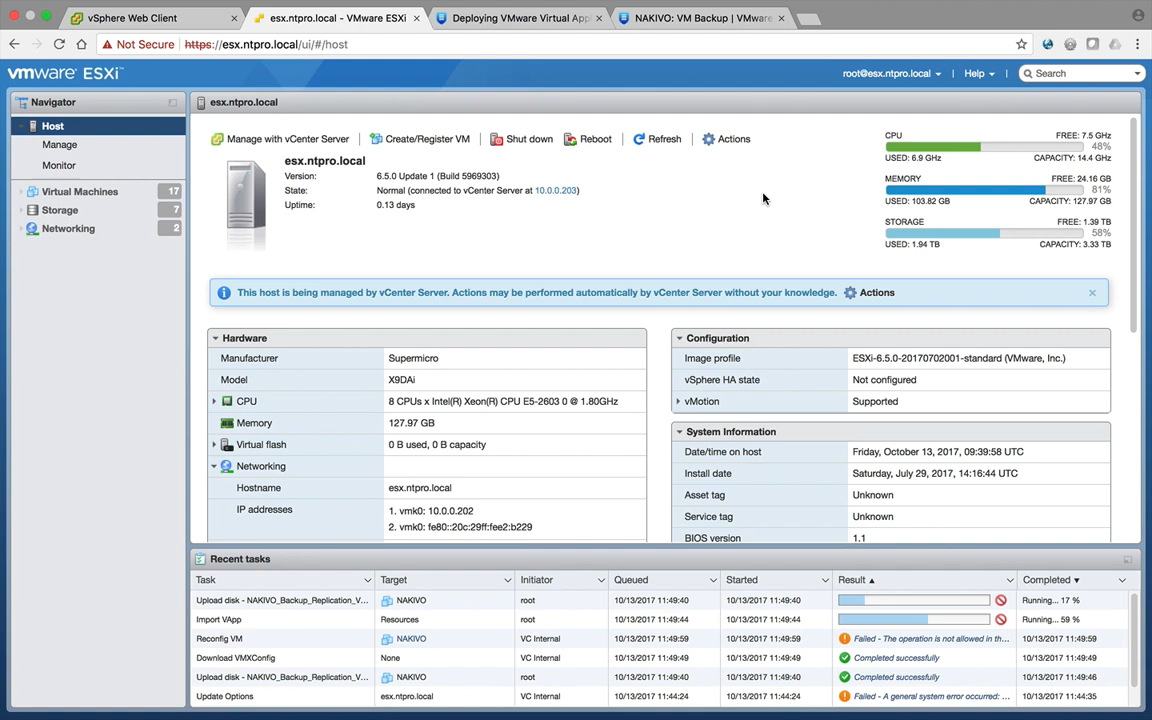 vSphere Web Client
esx.ntpro.local - VMware ESXi
Deploying VMware Virtual Appl
NAKIVO: VM Backup | VMware
Not Secure https://esx.ntpro.local/ui/#/host
vmware ESXi™
root@esx.ntpro.local
Help
Search
Navigator
Host
Manage
Monitor
Virtual Machines 17
Storage 7
Networking 2
esx.ntpro.local
Manage with vCenter Server
Create/Register VM
Shut down
Reboot
Refresh
Actions
esx.ntpro.local
Version: 6.5.0 Update 1 (Build 5969303)
State: Normal (connected to vCenter Server at 10.0.0.203)
Uptime: 0.13 days
CPU FREE: 7.5 GHz
48%
USED: 6.9 GHz CAPACITY: 14.4 GHz
MEMORY FREE: 24.16 GB
81%
USED: 103.82 GB CAPACITY: 127.97 GB
STORAGE FREE: 1.39 TB
58%
USED: 1.94 TB CAPACITY: 3.33 TB
This host is being managed by vCenter Server. Actions may be performed automatically by vCenter Server without your knowledge. Actions
Hardware
Manufacturer Supermicro
Model X9DAi
CPU 8 CPUs x Intel(R) Xeon(R) CPU E5-2603 0 @ 1.80GHz
Memory 127.97 GB
Virtual flash 0 B used, 0 B capacity
Networking
Hostname esx.ntpro.local
IP addresses 1. vmk0: 10.0.0.202
2. vmk0: fe80::20c:29ff:fee2:b229
Configuration
Image profile ESXi-6.5.0-20170702001-standard (VMware, Inc.)
vSphere HA state Not configured
vMotion Supported
System Information
Date/time on host Friday, October 13, 2017, 09:39:58 UTC
Install date Saturday, July 29, 2017, 14:16:44 UTC
Asset tag Unknown
Service tag Unknown
BIOS version 1.1
Recent tasks
Task Target Initiator Queued Started Result Completed
Upload disk - NAKIVO_Backup_Replication_V... NAKIVO root 10/13/2017 11:49:40 10/13/2017 11:49:40 Running... 17 %
Import VApp Resources root 10/13/2017 11:49:44 10/13/2017 11:49:44 Running... 59 %
Reconfig VM NAKIVO VC Internal 10/13/2017 11:49:59 10/13/2017 11:49:59 Failed - The operation is not allowed in th... 10/13/2017 11:49:59
Download VMXConfig None VC Internal 10/13/2017 11:49:49 10/13/2017 11:49:49 Completed successfully 10/13/2017 11:49:49
Upload disk - NAKIVO_Backup_Replication_V... NAKIVO root 10/13/2017 11:49:40 10/13/2017 11:49:40 Completed successfully 10/13/2017 11:49:46
Update Options esx.ntpro.local VC Internal 10/13/2017 11:44:24 10/13/2017 11:44:24 Failed - A general system error occurred: ... 10/13/2017 11:44:35